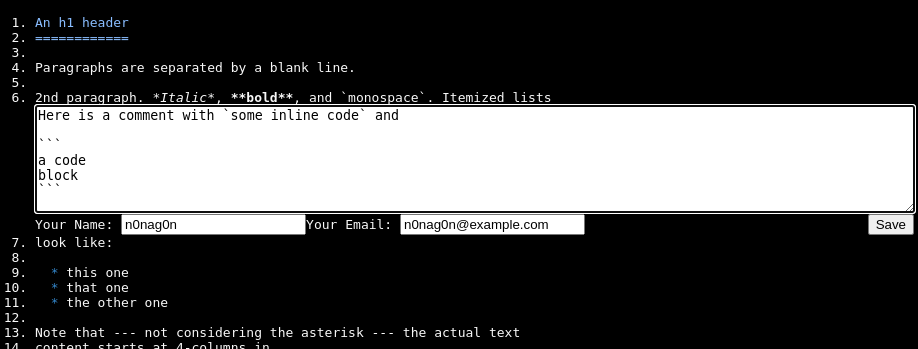 1. An h1 header
2. ============
3.
4. Paragraphs are separated by a blank line.
5.
6. 2nd paragraph. *Italic*, **bold**, and `monospace`. Itemized lists
Here is a comment with `some inline code` and
```
a code
block
```
Your Name: n0nag0n Your Email: n0nag0n@example.com Save
7. look like:
8.
9. * this one
10. * that one
11. * the other one
12.
13. Note that --- not considering the asterisk --- the actual text
14. content starts at 4-columns in.